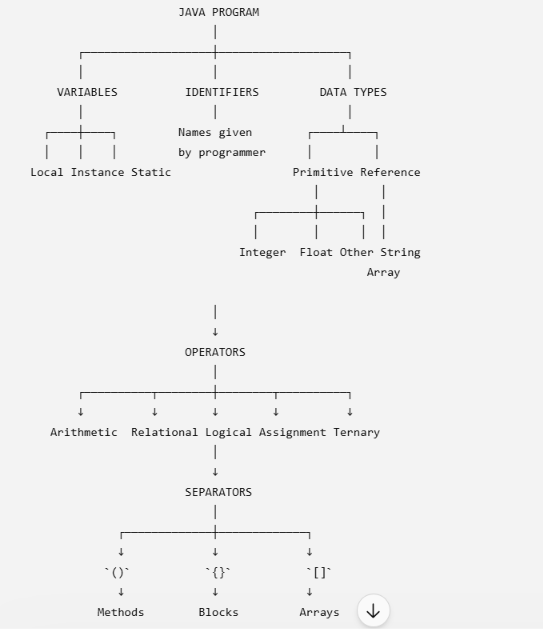 JAVA PROGRAM
VARIABLES IDENTIFIERS DATA TYPES
Names given
by programmer
Local Instance Static Primitive Reference
Integer Float Other String
Array
↓
OPERATORS
↓ ↓ ↓ ↓ ↓
Arithmetic Relational Logical Assignment Ternary
↓
SEPARATORS
↓ ↓ ↓
`()` `{}` `[]`
↓ ↓ ↓
Methods Blocks Arrays